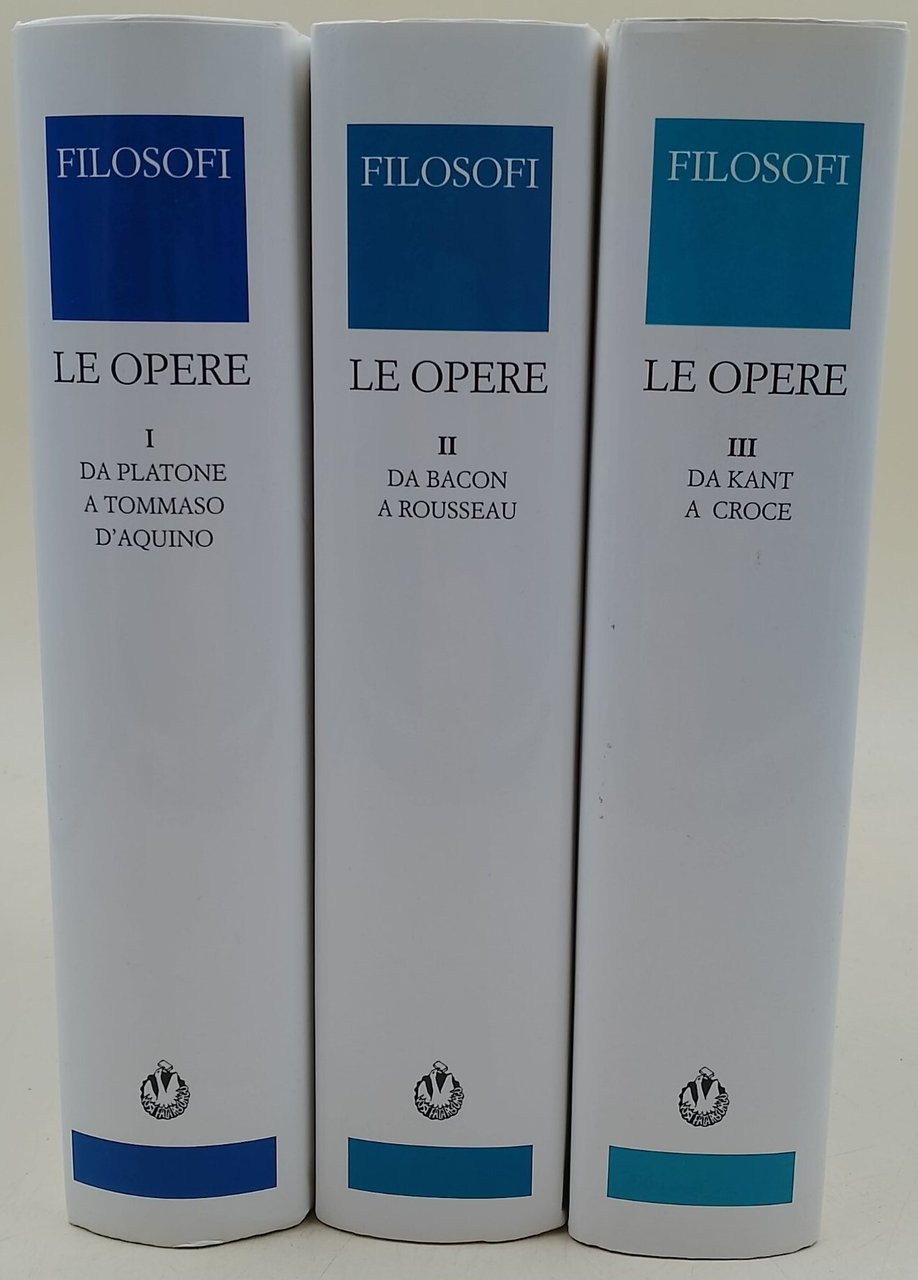 FILOSOFI
LE OPERE
I
DA PLATONE
A TOMMASO
D'AQUINO
FILOSOFI
LE OPERE
II
DA BACON
A ROUSSEAU
FILOSOFI
LE OPERE
III
DA KANT
A CROCE